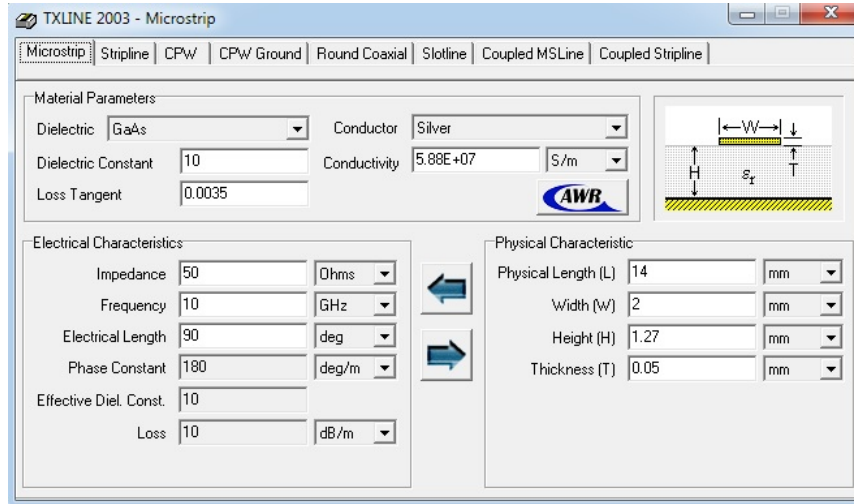 TXLINE 2003 - Microstrip
Microstrip Stripline CPW CPW Ground Round Coaxial Slotline Coupled MSLine Coupled Stripline
Material Parameters
Dielectric GaAs Conductor Silver
Dielectric Constant 10 Conductivity 5.88E+07 S/m
Loss Tangent 0.0035 AWR
W
H εr T
Electrical Characteristics
Impedance 50 Ohms
Frequency 10 GHz
Electrical Length 90 deg
Phase Constant 180 deg/m
Effective Diel. Const. 10
Loss 10 dB/m
Physical Characteristic
Physical Length (L) 14 mm
Width (W) 2 mm
Height (H) 1.27 mm
Thickness (T) 0.05 mm